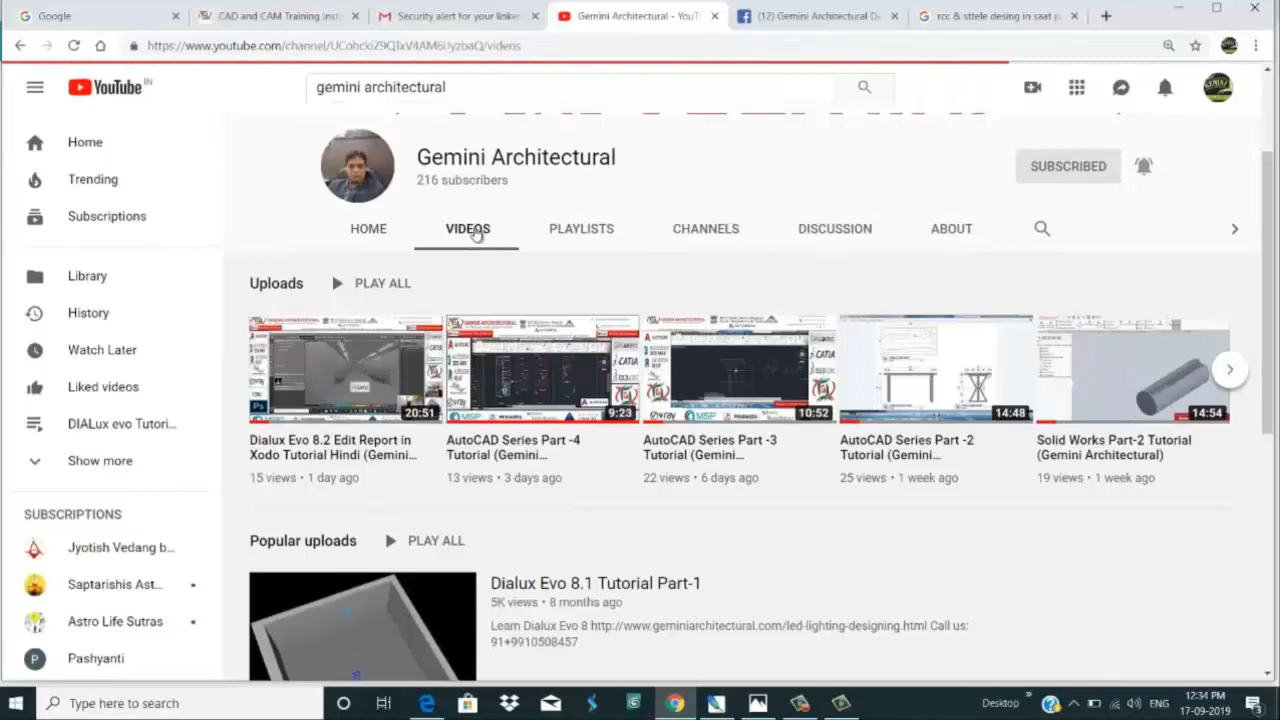 Google
CAD and CAM Training Inst
Security alert for your linke
Gemini Architectural - YouT
(12) Gemini Architectural D
rcc & sttele desing in saat p
https://www.youtube.com/channel/UCobckiZ9QTxV4AM6iJyzbaQ/videos
YouTube IN
gemini architectural
Home
Trending
Subscriptions
Library
History
Watch Later
Liked videos
DIALux evo Tutori...
Show more
SUBSCRIPTIONS
Jyotish Vedang b...
Saptarishis Ast...
Astro Life Sutras
Pashyanti
Gemini Architectural
216 subscribers
SUBSCRIBED
HOME VIDEOS PLAYLISTS CHANNELS DISCUSSION ABOUT
Uploads PLAY ALL
20:51 9:23 10:52 14:48 14:54
Dialux Evo 8.2 Edit Report in
Xodo Tutorial Hindi (Gemini...
15 views • 1 day ago
AutoCAD Series Part -4
Tutorial (Gemini...
13 views • 3 days ago
AutoCAD Series Part -3
Tutorial (Gemini...
22 views • 6 days ago
AutoCAD Series Part -2
Tutorial (Gemini...
25 views • 1 week ago
Solid Works Part-2 Tutorial
(Gemini Architectural)
19 views • 1 week ago
Popular uploads PLAY ALL
Dialux Evo 8.1 Tutorial Part-1
5K views • 8 months ago
Learn Dialux Evo 8 http://www.geminiarchitectural.com/led-lighting-designing.html Call us:
91+9910508457
Type here to search
Desktop
ENG
12:34 PM
17-09-2019